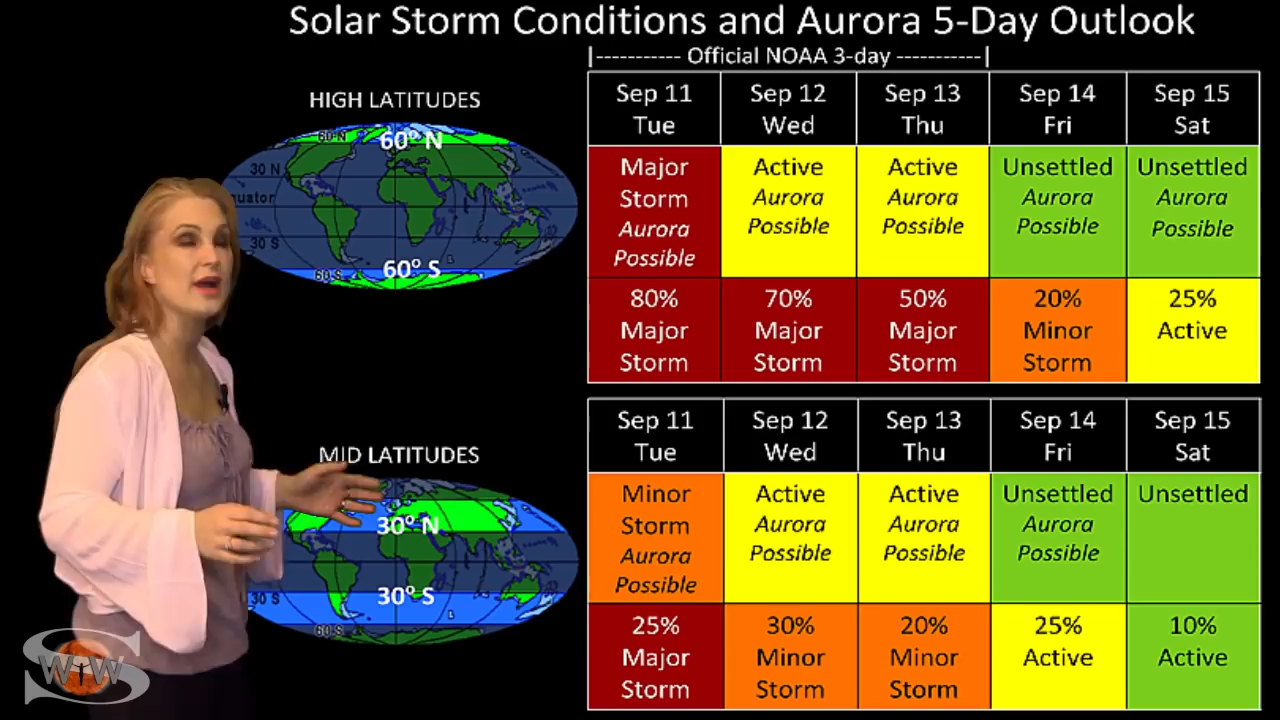 Solar Storm Conditions and Aurora 5-Day Outlook
|----------- Official NOAA 3-day -----------|
HIGH LATITUDES
60 N
60° N
30 N
30 S
60 S
60° S
Sep 11 Sep 12 Sep 13 Sep 14 Sep 15
Tue Wed Thu Fri Sat
Major Active Active Unsettled Unsettled
Storm Aurora Aurora Aurora Aurora
Aurora Possible Possible Possible Possible
Possible
80% 70% 50% 20% 25%
Major Major Major Minor Active
Storm Storm Storm Storm
MID LATITUDES
30° N
30 S
30° S
60 S
Sep 11 Sep 12 Sep 13 Sep 14 Sep 15
Tue Wed Thu Fri Sat
Minor Active Active Unsettled Unsettled
Storm Aurora Aurora Aurora
Aurora Possible Possible Possible
Possible
25% 30% 20% 25% 10%
Major Minor Minor Active Active
Storm Storm Storm
S
WW